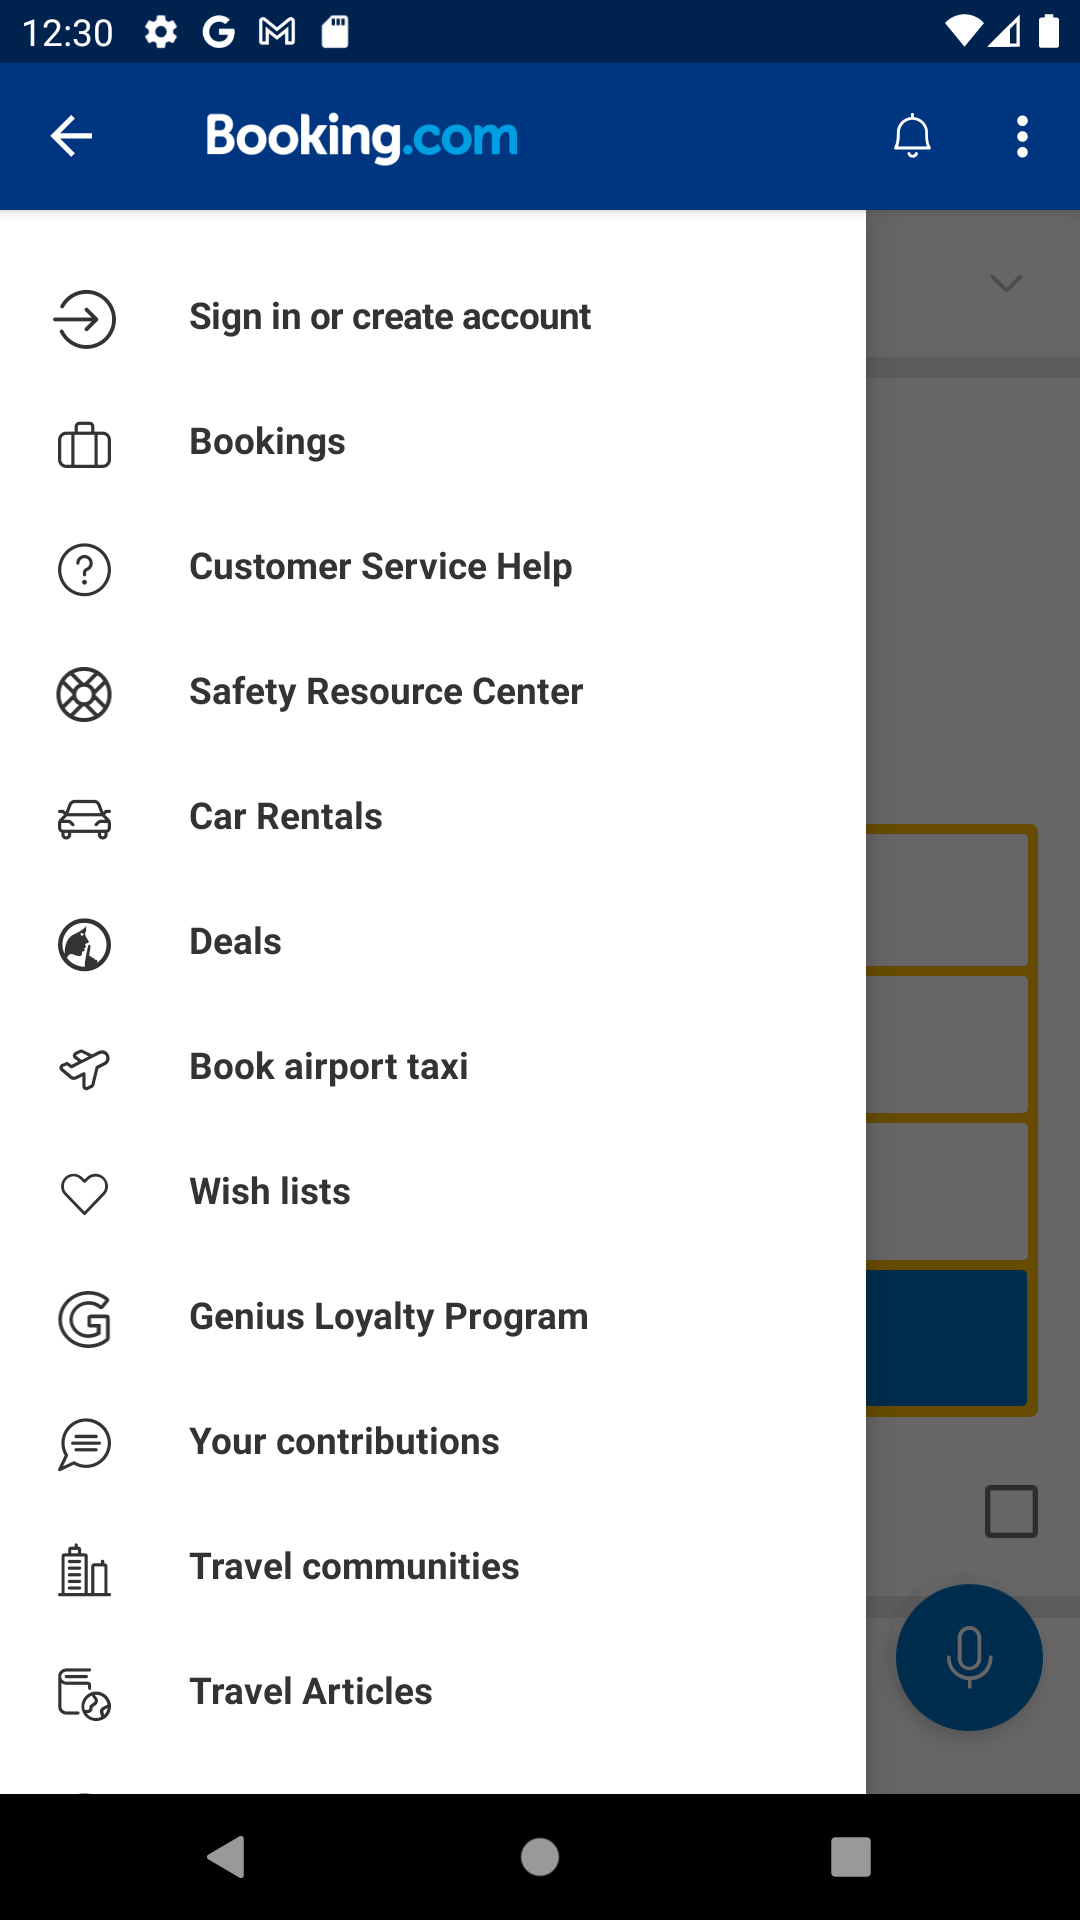 12:30
Booking.com
Sign in or create account
Bookings
Customer Service Help
Safety Resource Center
Car Rentals
Deals
Book airport taxi
Wish lists
Genius Loyalty Program
Your contributions
Travel communities
Travel Articles